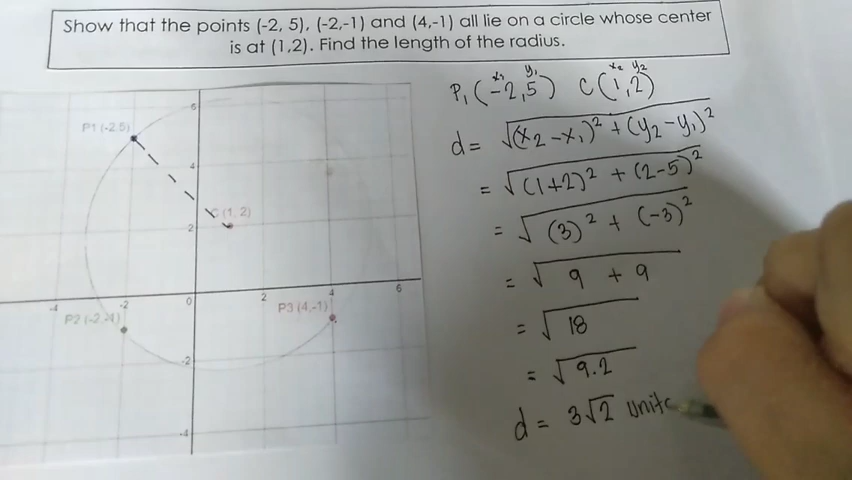 Show that the points (-2, 5), (-2,-1) and (4,-1) all lie on a circle whose center
is at (1,2). Find the length of the radius.
x₁ y₁ x₂ y₂
P₁ (-2,5) C(1,2)
d = √(x₂-x₁)² + (y₂-y₁)²
= √(1+2)² + (2-5)²
= √(3)² + (-3)²
= √9 + 9
= √18
= √9.2
d = 3√2 units
6
P1 (-2,5)
4
C (1, 2)
2
-4 -2 0 2 4 6
P2 (-2,-1)
P3 (4,-1)
-2
-4